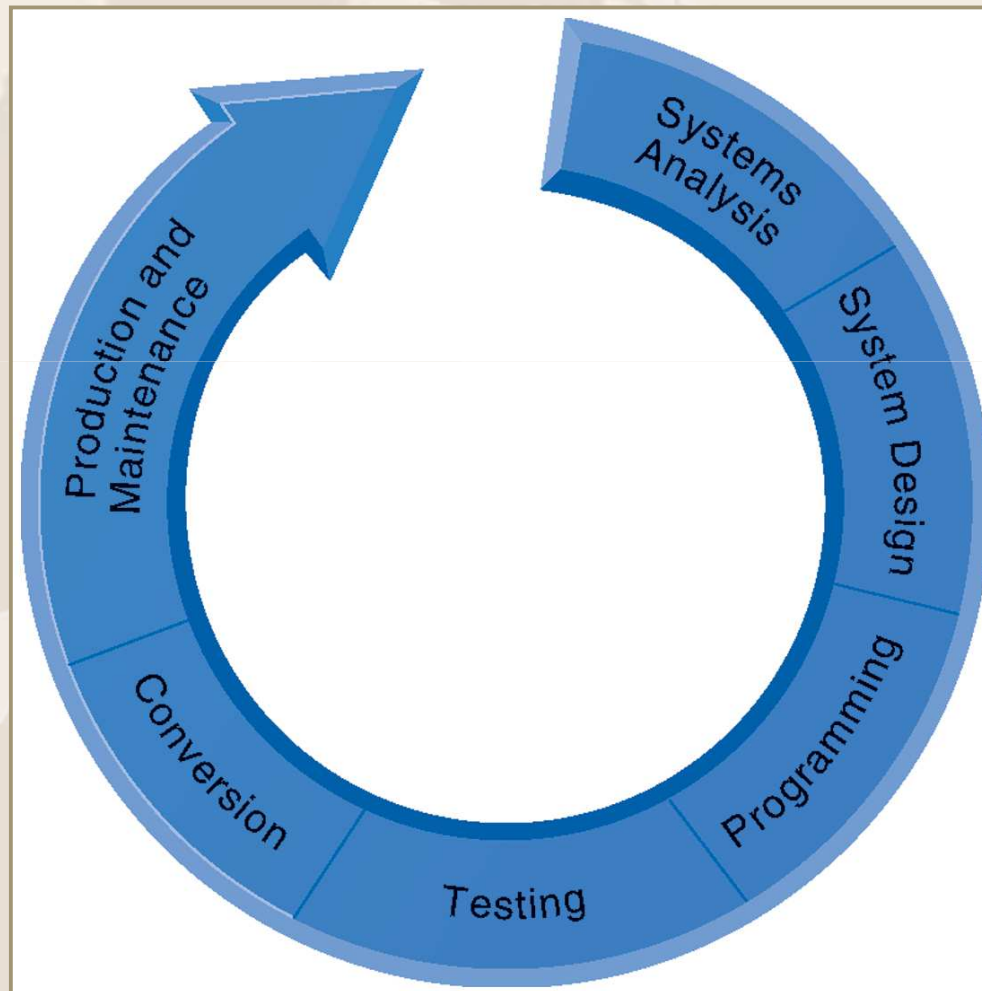 Systems
Analysis
System Design
Programming
Testing
Conversion
Production and
Maintenance